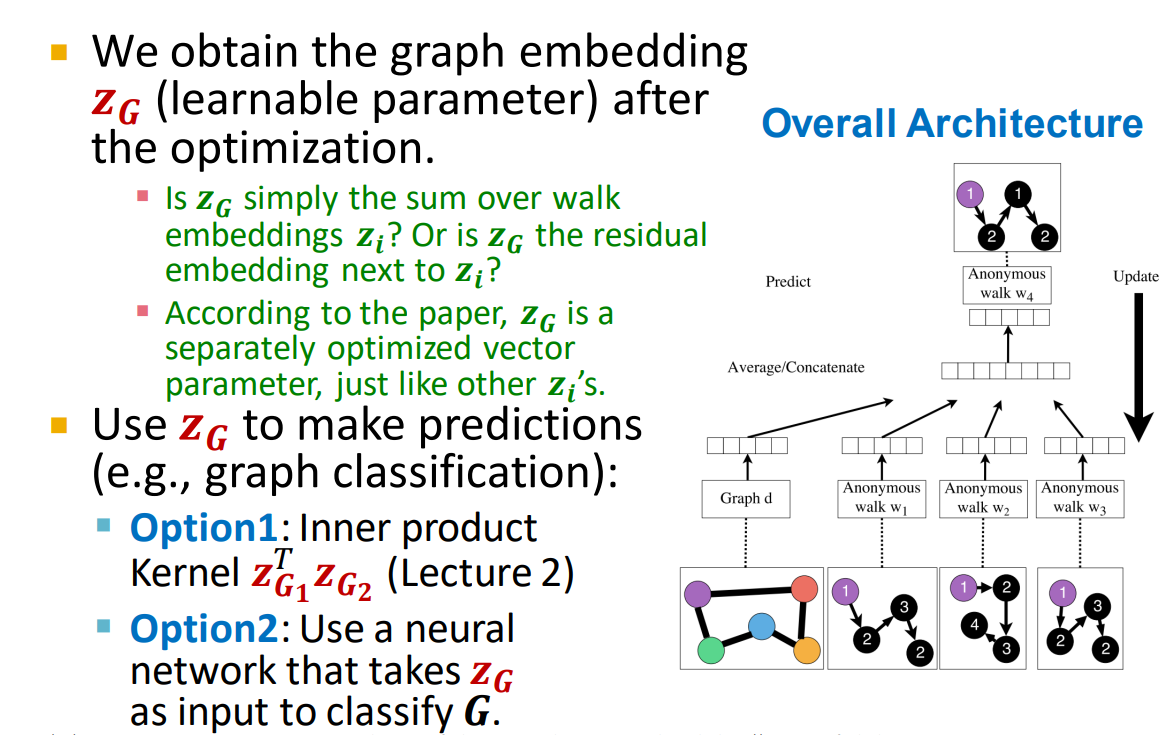 We obtain the graph embedding
z_G (learnable parameter) after
the optimization.
Is z_G simply the sum over walk
embeddings z_i? Or is z_G the residual
embedding next to z_i?
According to the paper, z_G is a
separately optimized vector
parameter, just like other z_i's.
Use z_G to make predictions
(e.g., graph classification):
Option1: Inner product
Kernel z_{G_1}^T z_{G_2} (Lecture 2)
Option2: Use a neural
network that takes z_G
as input to classify G.
Overall Architecture
1 1
2 2
Anonymous
walk w_4
Predict
Update
Average/Concatenate
Graph d
Anonymous
walk w_1
Anonymous
walk w_2
Anonymous
walk w_3
1
3
2
2
1 2
4
3
1
3
2
2